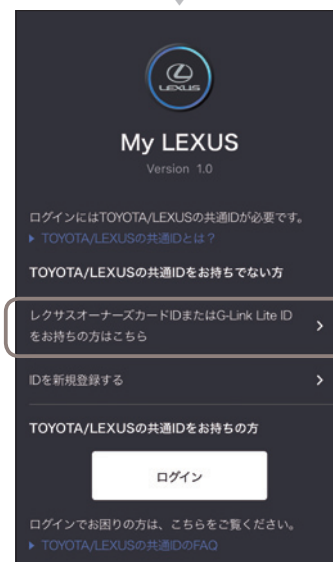 LEXUS
My LEXUS
Version 1.0
ログインにはTOYOTA/LEXUSの共通IDが必要です。
▶ TOYOTA/LEXUSの共通IDとは？
TOYOTA/LEXUSの共通IDをお持ちでない方
レクサスオーナーズカードIDまたはG-Link Lite ID
をお持ちの方はこちら
IDを新規登録する
TOYOTA/LEXUSの共通IDをお持ちの方
ログイン
ログインでお困りの方は、こちらをご覧ください。
▶ TOYOTA/LEXUSの共通IDのFAQ